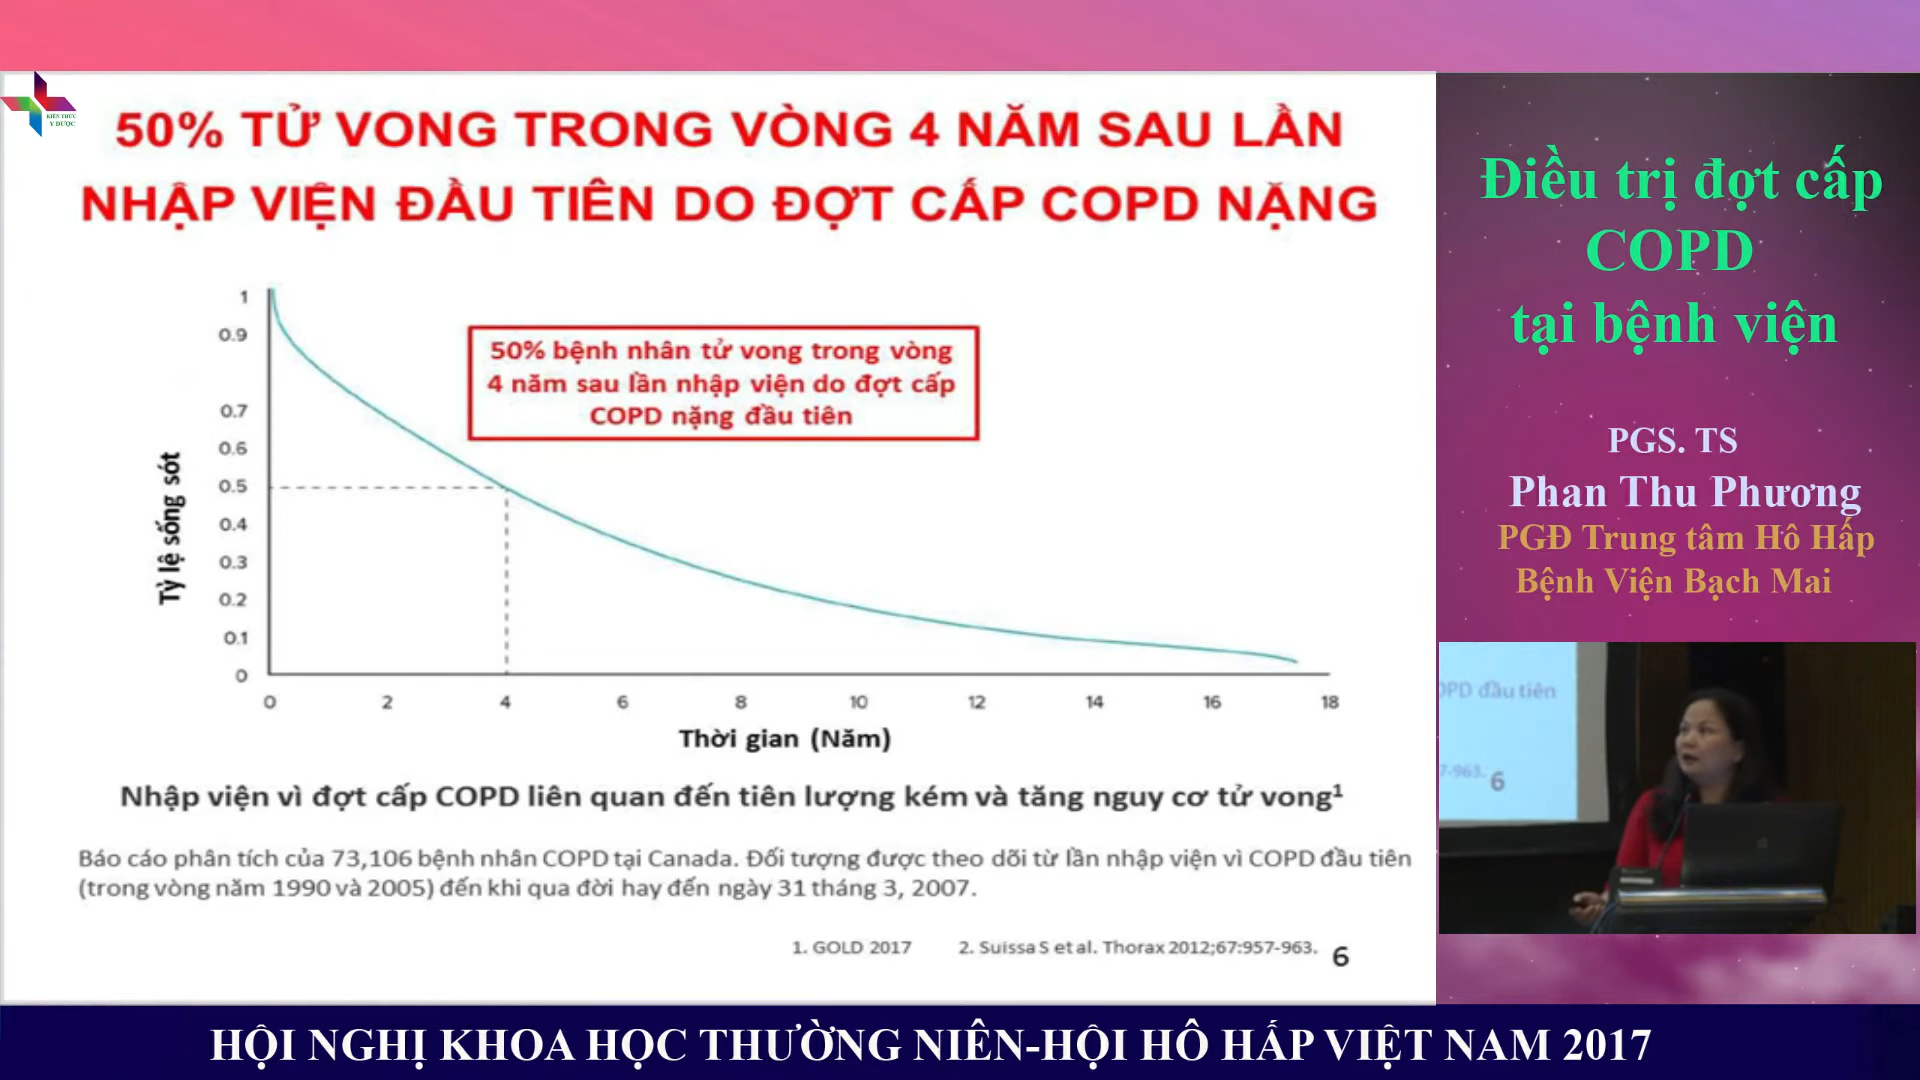 KIẾN THỨC
Y DƯỢC
50% TỬ VONG TRONG VÒNG 4 NĂM SAU LẦN
NHẬP VIỆN ĐẦU TIÊN DO ĐỢT CẤP COPD NẶNG
1
0.9
0.7
0.6
0.5
0.4
0.3
0.2
0.1
0
Tỷ lệ sống sót
50% bệnh nhân tử vong trong vòng
4 năm sau lần nhập viện do đợt cấp
COPD nặng đầu tiên
0 2 4 6 8 10 12 14 16 18
Thời gian (Năm)
Nhập viện vì đợt cấp COPD liên quan đến tiên lượng kém và tăng nguy cơ tử vong¹
Báo cáo phân tích của 73,106 bệnh nhân COPD tại Canada. Đối tượng được theo dõi từ lần nhập viện vì COPD đầu tiên
(trong vòng năm 1990 và 2005) đến khi qua đời hay đến ngày 31 tháng 3, 2007.
1. GOLD 2017 2. Suissa S et al. Thorax 2012;67:957-963.
6
Điều trị đợt cấp
COPD
tại bệnh viện
PGS. TS
Phan Thu Phương
PGĐ Trung tâm Hô Hấp
Bệnh Viện Bạch Mai
OPD đầu tiên
7-963. 6
HỘI NGHỊ KHOA HỌC THƯỜNG NIÊN-HỘI HÔ HẤP VIỆT NAM 2017